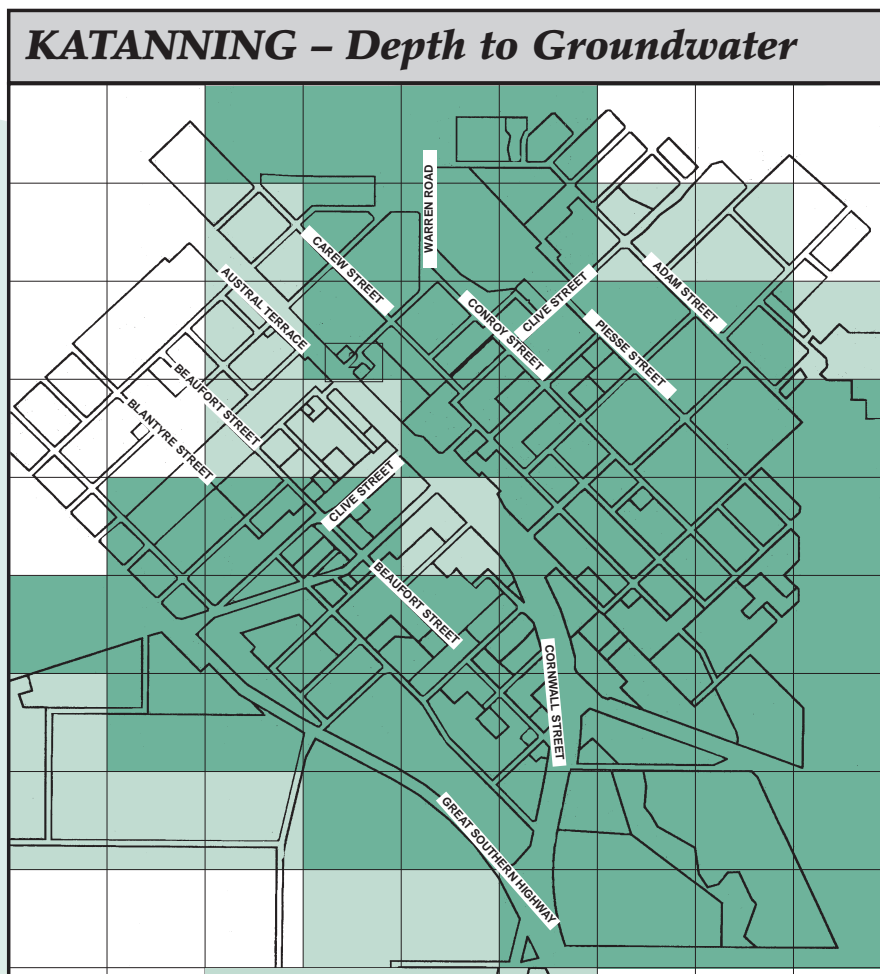 KATANNING – Depth to Groundwater
WARREN ROAD
CAREW STREET
AUSTRAL TERRACE
CONROY STREET
CLIVE STREET
ADAM STREET
PIESSE STREET
BEAUFORT STREET
BLANTYRE STREET
CLIVE STREET
BEAUFORT STREET
CORNWALL STREET
GREAT SOUTHERN HIGHWAY